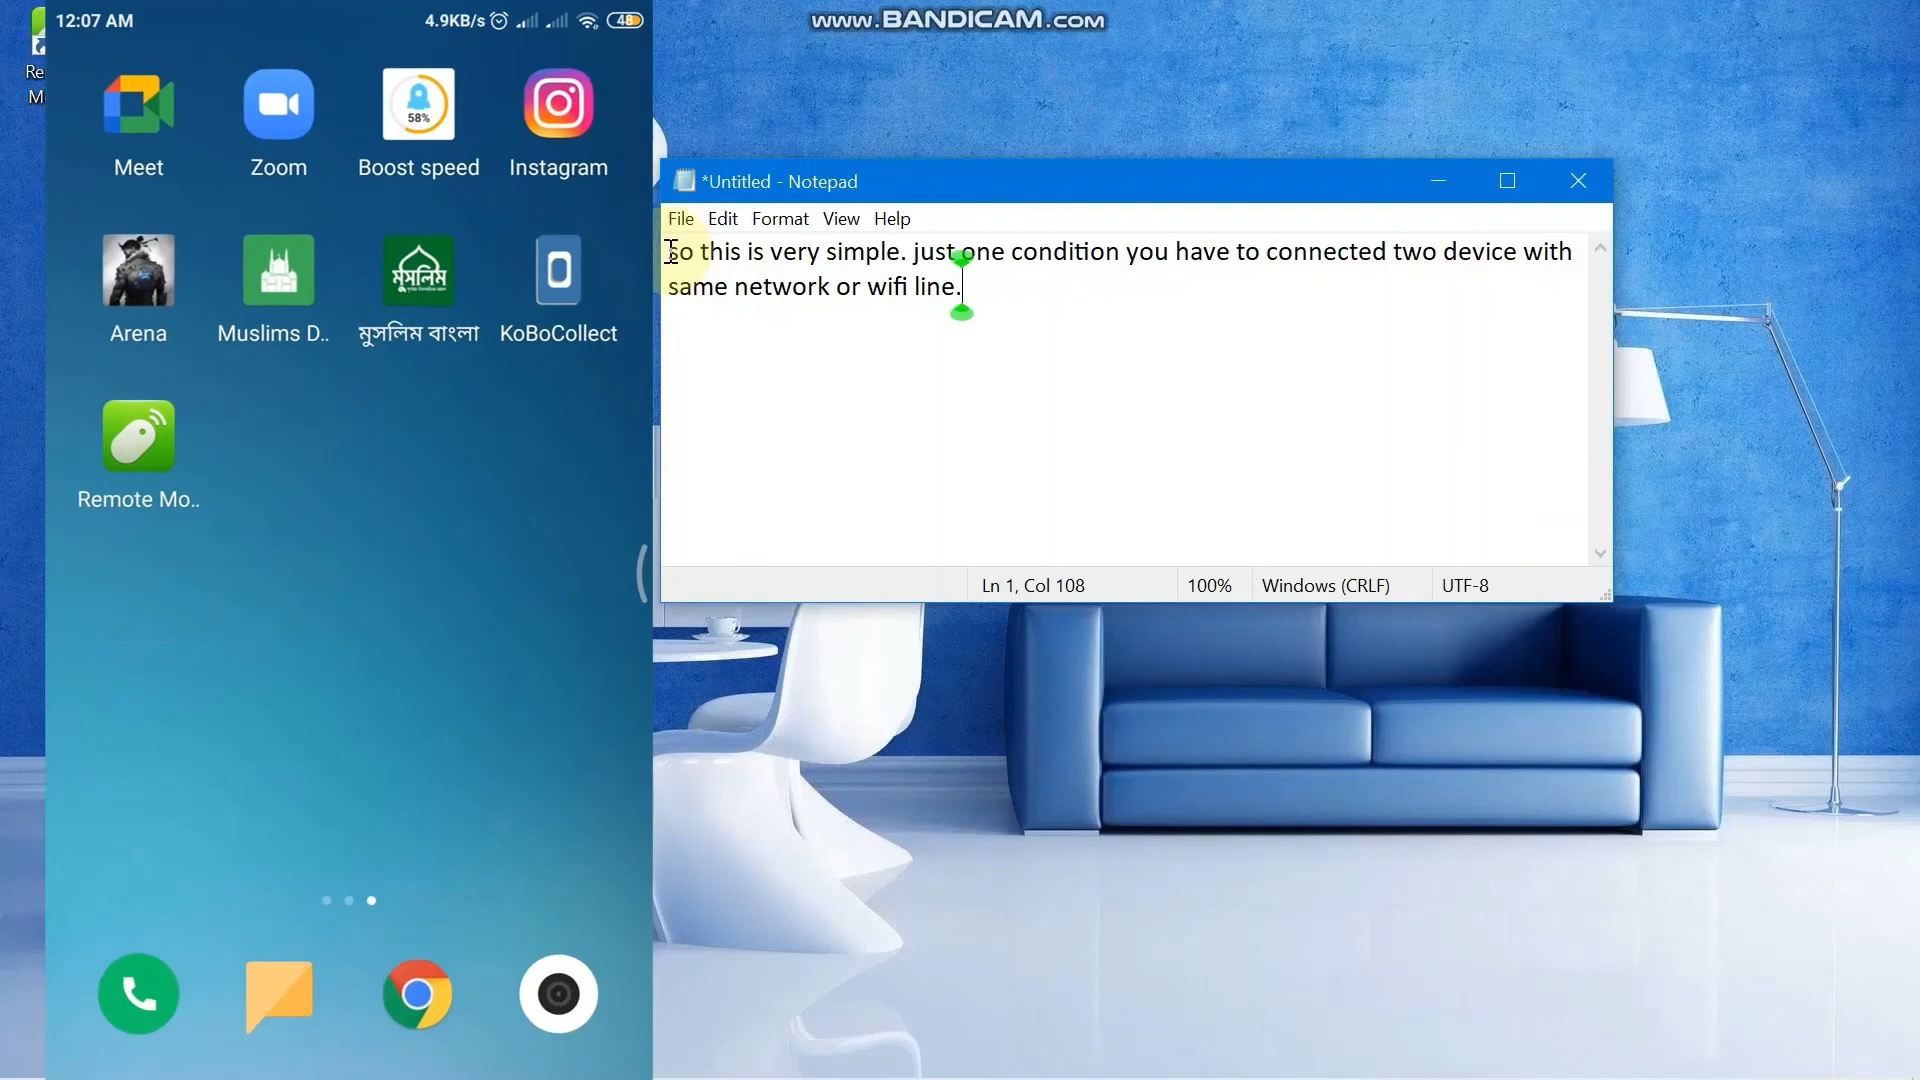 Re
M
12:07 AM
4.9KB/s
48
www.BANDICAM.com
Meet
Zoom
58%
Boost speed
Instagram
Arena
Muslims D..
মুসলিম
মুসলিম বাংলা
KoBoCollect
Remote Mo..
*Untitled - Notepad
File Edit Format View Help
so this is very simple. just one condition you have to connected two device with
same network or wifi line.
Ln 1, Col 108
100%
Windows (CRLF)
UTF-8